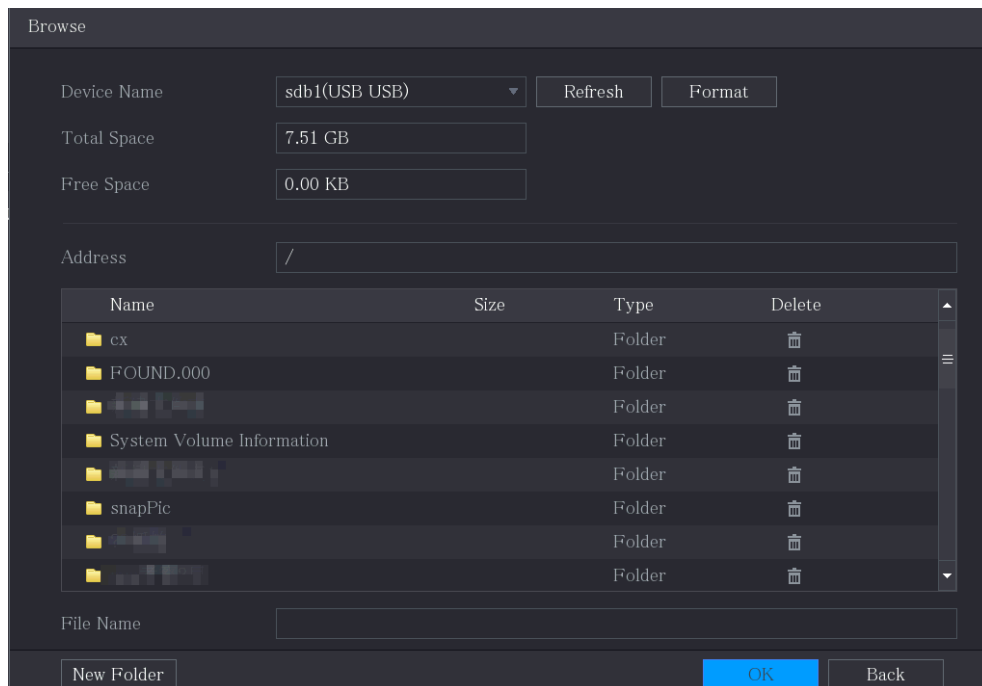 Browse
Device Name sdb1(USB USB) Refresh Format
Total Space 7.51 GB
Free Space 0.00 KB
Address /
Name Size Type Delete
cx Folder
FOUND.000 Folder
Folder
System Volume Information Folder
Folder
snapPic Folder
Folder
Folder
File Name
New Folder OK Back